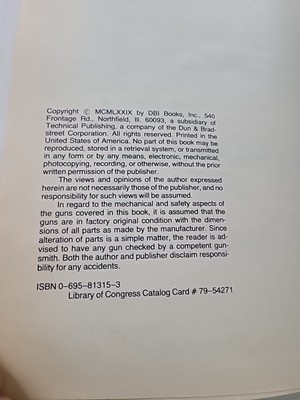 Copyright © MCMLXXIX by DBI Books, Inc., 540
Frontage Rd., Northfield, Ill. 60093, a subsidiary of
Technical Publishing, a company of the Dun & Brad-
street Corporation. All rights reserved. Printed in the
United States of America. No part of this book may be
reproduced, stored in a retrieval system, or transmitted
in any form or by any means, electronic, mechanical,
photocopying, recording, or otherwise, without the prior
written permission of the publisher.
The views and opinions of the author expressed
herein are not necessarily those of the publisher, and no
responsibility for such views will be assumed.
In regard to the mechanical and safety aspects of
the guns covered in this book, it is assumed that the
guns are in factory original condition with the dimen-
sions of all parts as made by the manufacturer. Since
alteration of parts is a simple matter, the reader is ad-
vised to have any gun checked by a competent gun-
smith. Both the author and publisher disclaim responsi-
bility for any accidents.
ISBN 0-695-81315-3
Library of Congress Catalog Card # 79-54271